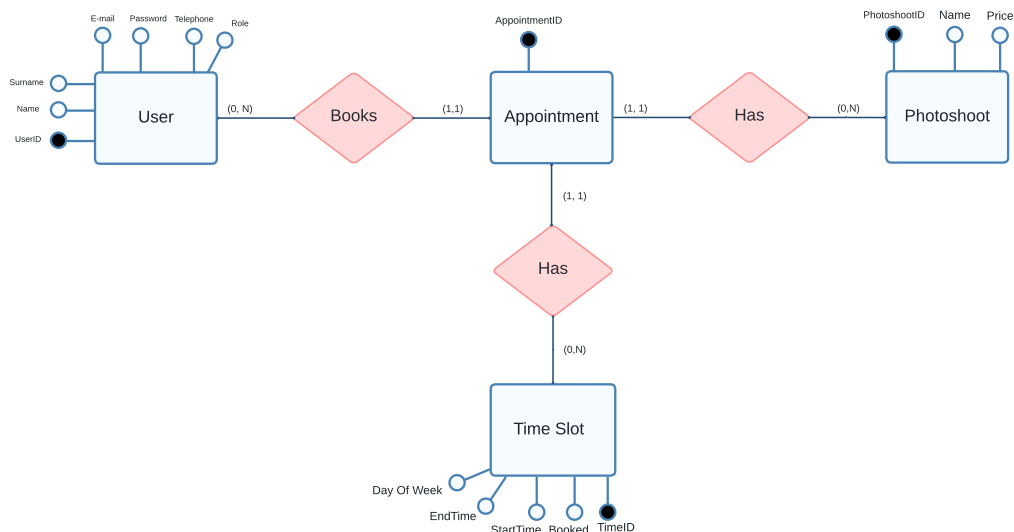 E-mail
Password
Telephone
Role
AppointmentID
PhotoshootID
Name
Price
Surname
Name
UserID
User
(0, N)
Books
(1,1)
Appointment
(1, 1)
Has
(0,N)
Photoshoot
(1, 1)
Has
(0,N)
Time Slot
Day Of Week
EndTime
StartTime
Booked
TimeID